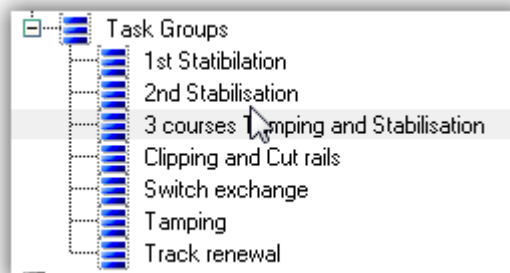 Task Groups
1st Statibilation
2nd Stabilisation
3 courses Tamping and Stabilisation
Clipping and Cut rails
Switch exchange
Tamping
Track renewal